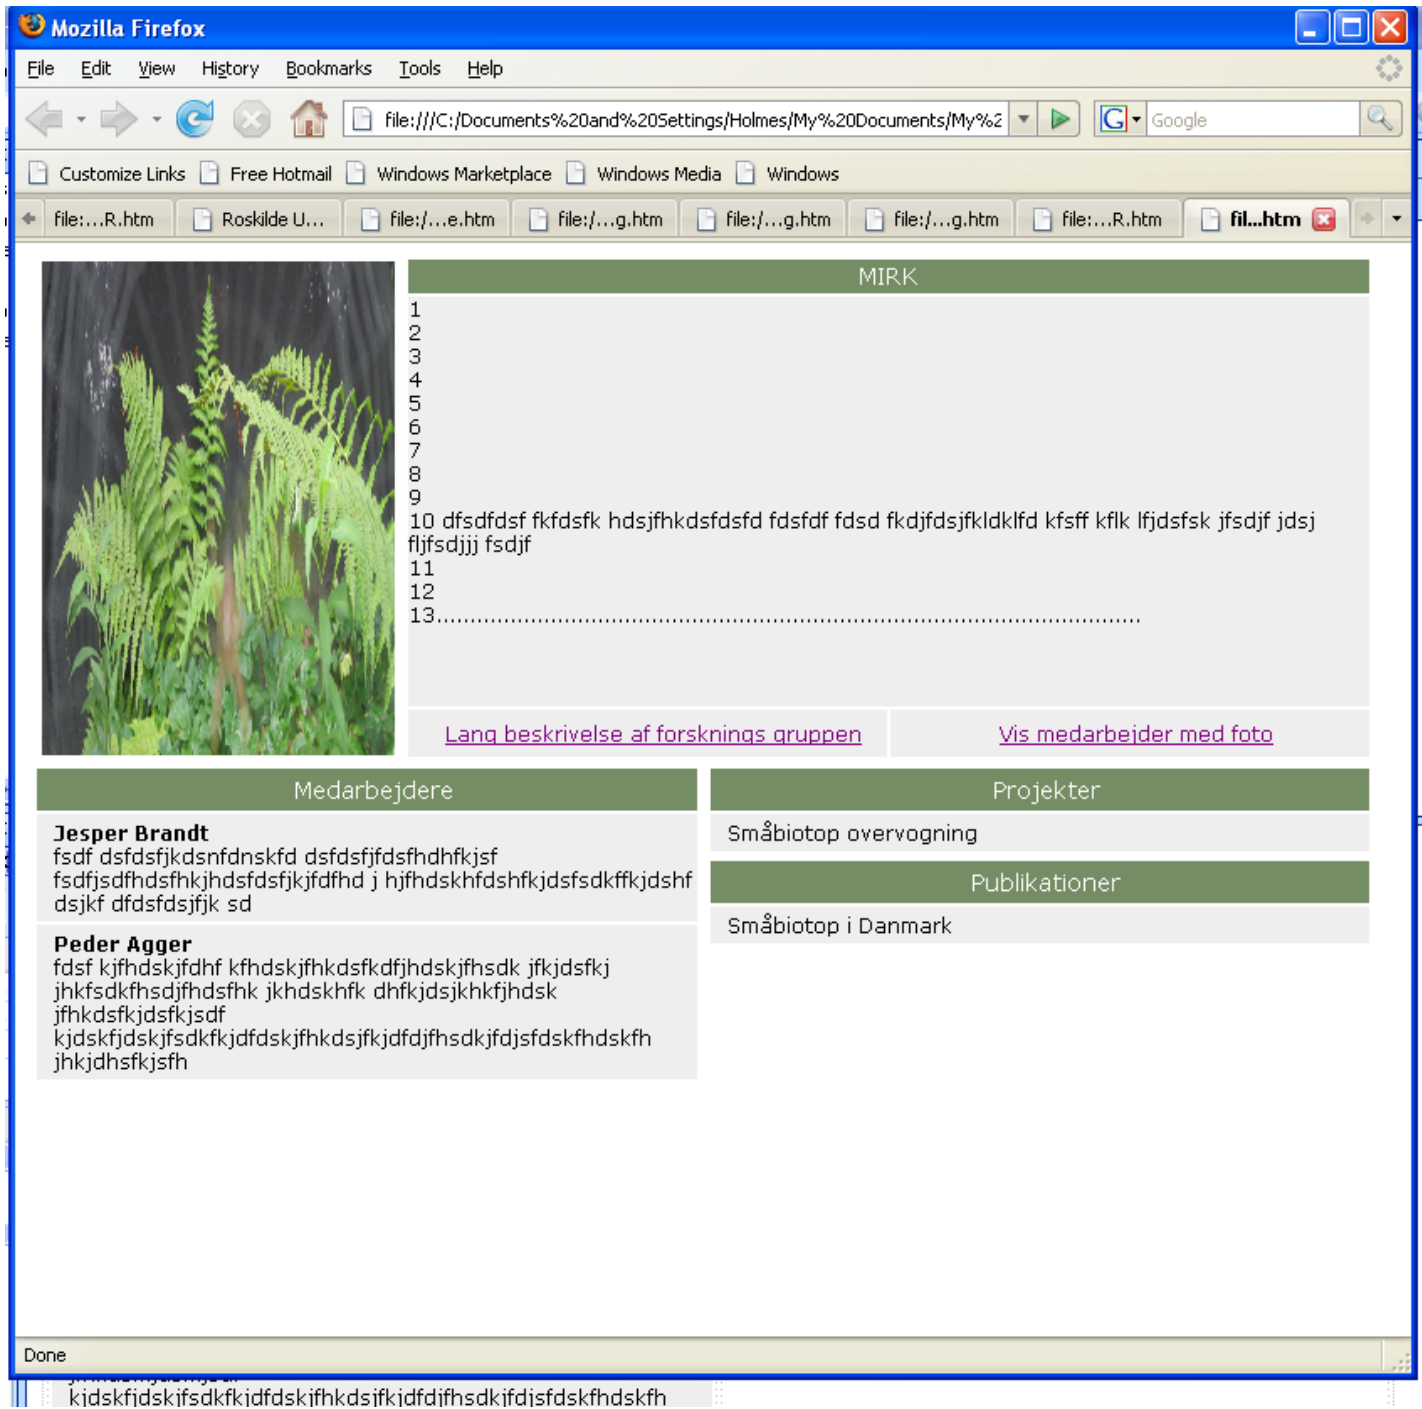 Mozilla Firefox
File Edit View History Bookmarks Tools Help
file:///C:/Documents%20and%20Settings/Holmes/My%20Documents/My%2 G Google
Customize Links Free Hotmail Windows Marketplace Windows Media Windows
file:...R.htm Roskilde U... file:/...e.htm file:/...g.htm file:/...g.htm file:/...g.htm file:...R.htm fil...htm
MIRK
1
2
3
4
5
6
7
8
9
10 dfsdfdsf fkfdsfk hdsjfhkdsfdsfd fdsfdf fdsd fkdjfdsjfkldklfd kfsff kflk lfjdsfsk jfsdjf jdsj
fljfsdjjj fsdjf
11
12
13.........................................................................................................
Lang beskrivelse af forsknings gruppen Vis medarbejder med foto
Medarbejdere
Jesper Brandt
fsdf dsfdsfjkdsnfdnskfd dsfdsfjfdsfhdhfkjsf
fsdfjsdfhdsfhkjhdsfdsfjkjfdfhd j hjfhdskhfdshfkjdsfsdkffkjdshf
dsjkf dfdsfdsjfjk sd
Peder Agger
fdsf kjfhdskjfdhf kfhdskjfhkdsfkdfjhdskjfhsdk jfkjdsfkj
jhkfsdkfhsdjfhdsfhk jkhdskhfk dhfkjdsjkhkfjhdsk
jfhkdsfkjdsfkjsdf
kjdskfjdskjfsdkfkjdfdskjfhkdsjfkjdfdjfhsdkjfdjsfdskfhdskfh
jhkjdhsfkjsfh
Projekter
Småbiotop overvogning
Publikationer
Småbiotop i Danmark
Done
kjdskfjdskjfsdkfkjdfdskjfhkdsjfkjdfdjfhsdkjfdjsfdskfhdskfh